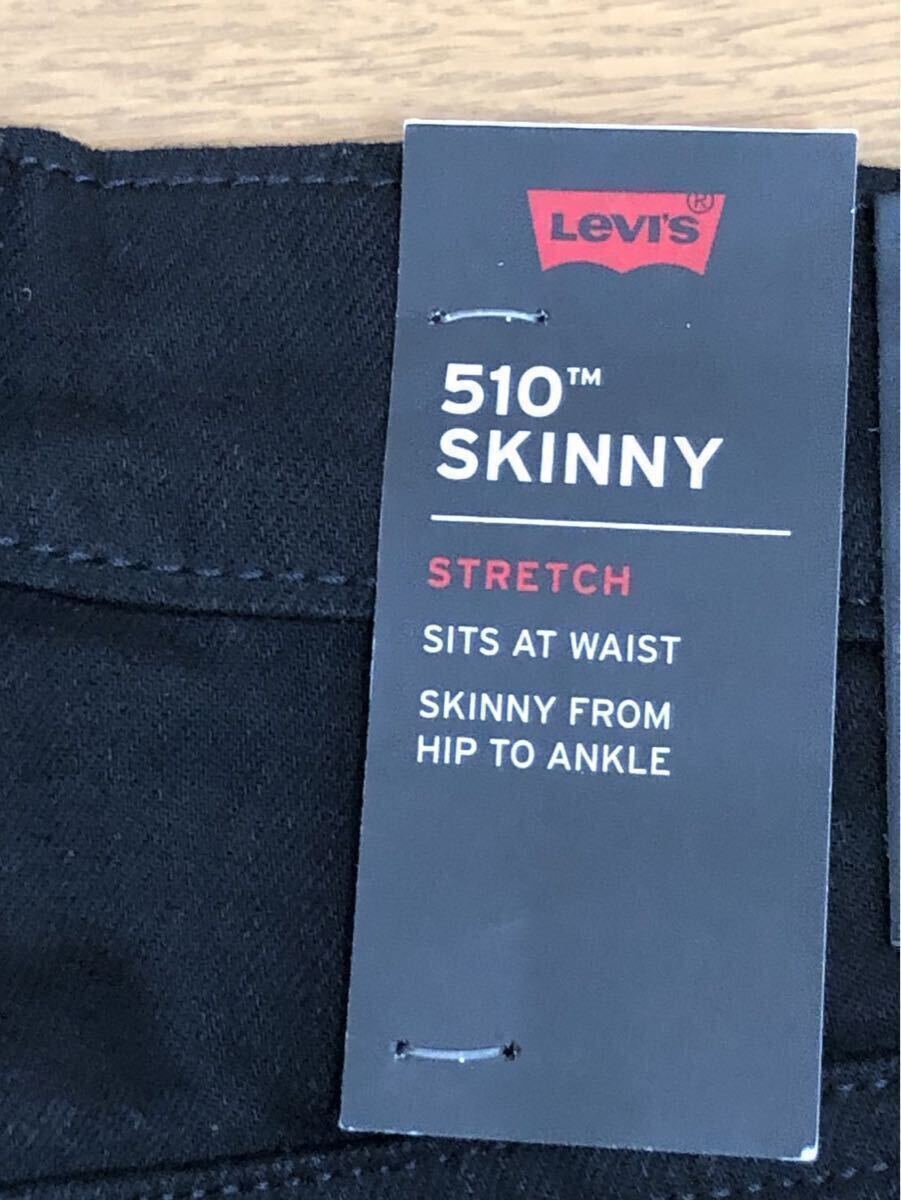 Levi's®
510™
SKINNY
STRETCH
SITS AT WAIST
SKINNY FROM
HIP TO ANKLE